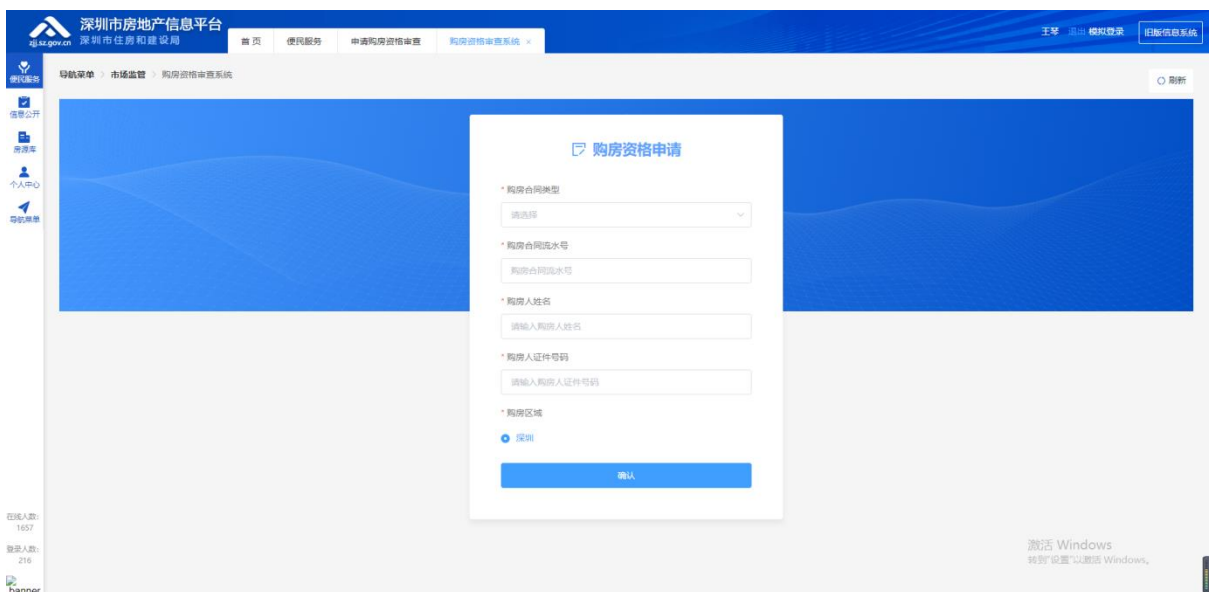 深圳市房地产信息平台
zjj.sz.gov.cn 深圳市住房和建设局
首页 便民服务 申请购房资格审查 购房资格审查系统 ×
王琴 退出 模拟登录 旧版信息系统
便民服务
信息公开
房源库
个人中心
导航菜单
导航菜单 > 市场监管 > 购房资格审查系统
刷新
购房资格申请
* 购房合同类型
请选择
* 购房合同流水号
购房合同流水号
* 购房人姓名
请输入购房人姓名
* 购房人证件号码
请输入购房人证件号码
* 购房区域
深圳
确认
在线人数:
1657
登录人数:
216
banner
激活 Windows
转到"设置"以激活 Windows。